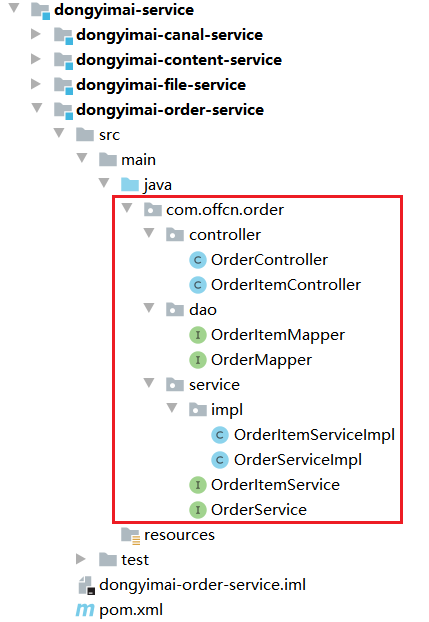 dongyimai-service
dongyimai-canal-service
dongyimai-content-service
dongyimai-file-service
dongyimai-order-service
src
main
java
com.offcn.order
controller
OrderController
OrderItemController
dao
OrderItemMapper
OrderMapper
service
impl
OrderItemServiceImpl
OrderServiceImpl
OrderItemService
OrderService
resources
test
dongyimai-order-service.iml
pom.xml